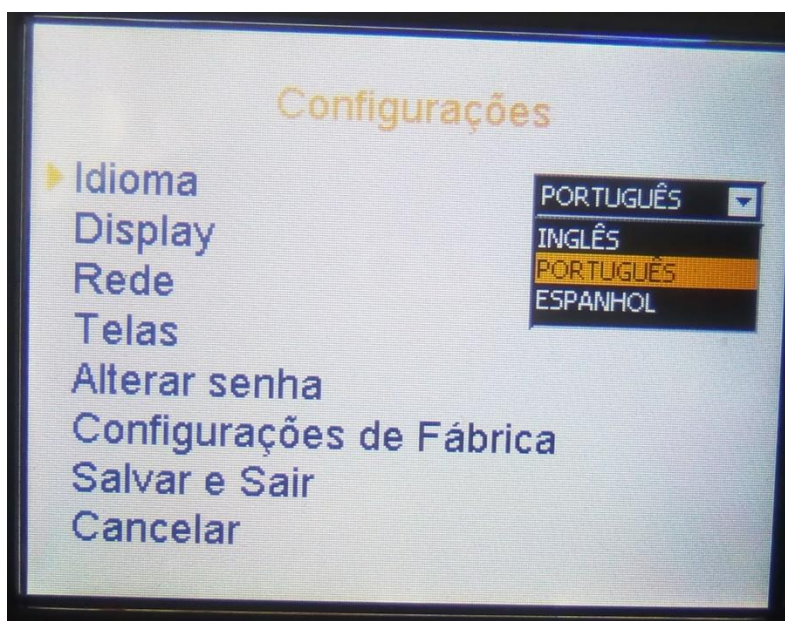 Configurações
Idioma
PORTUGUÊS
INGLÊS
PORTUGUÊS
ESPANHOL
Display
Rede
Telas
Alterar senha
Configurações de Fábrica
Salvar e Sair
Cancelar